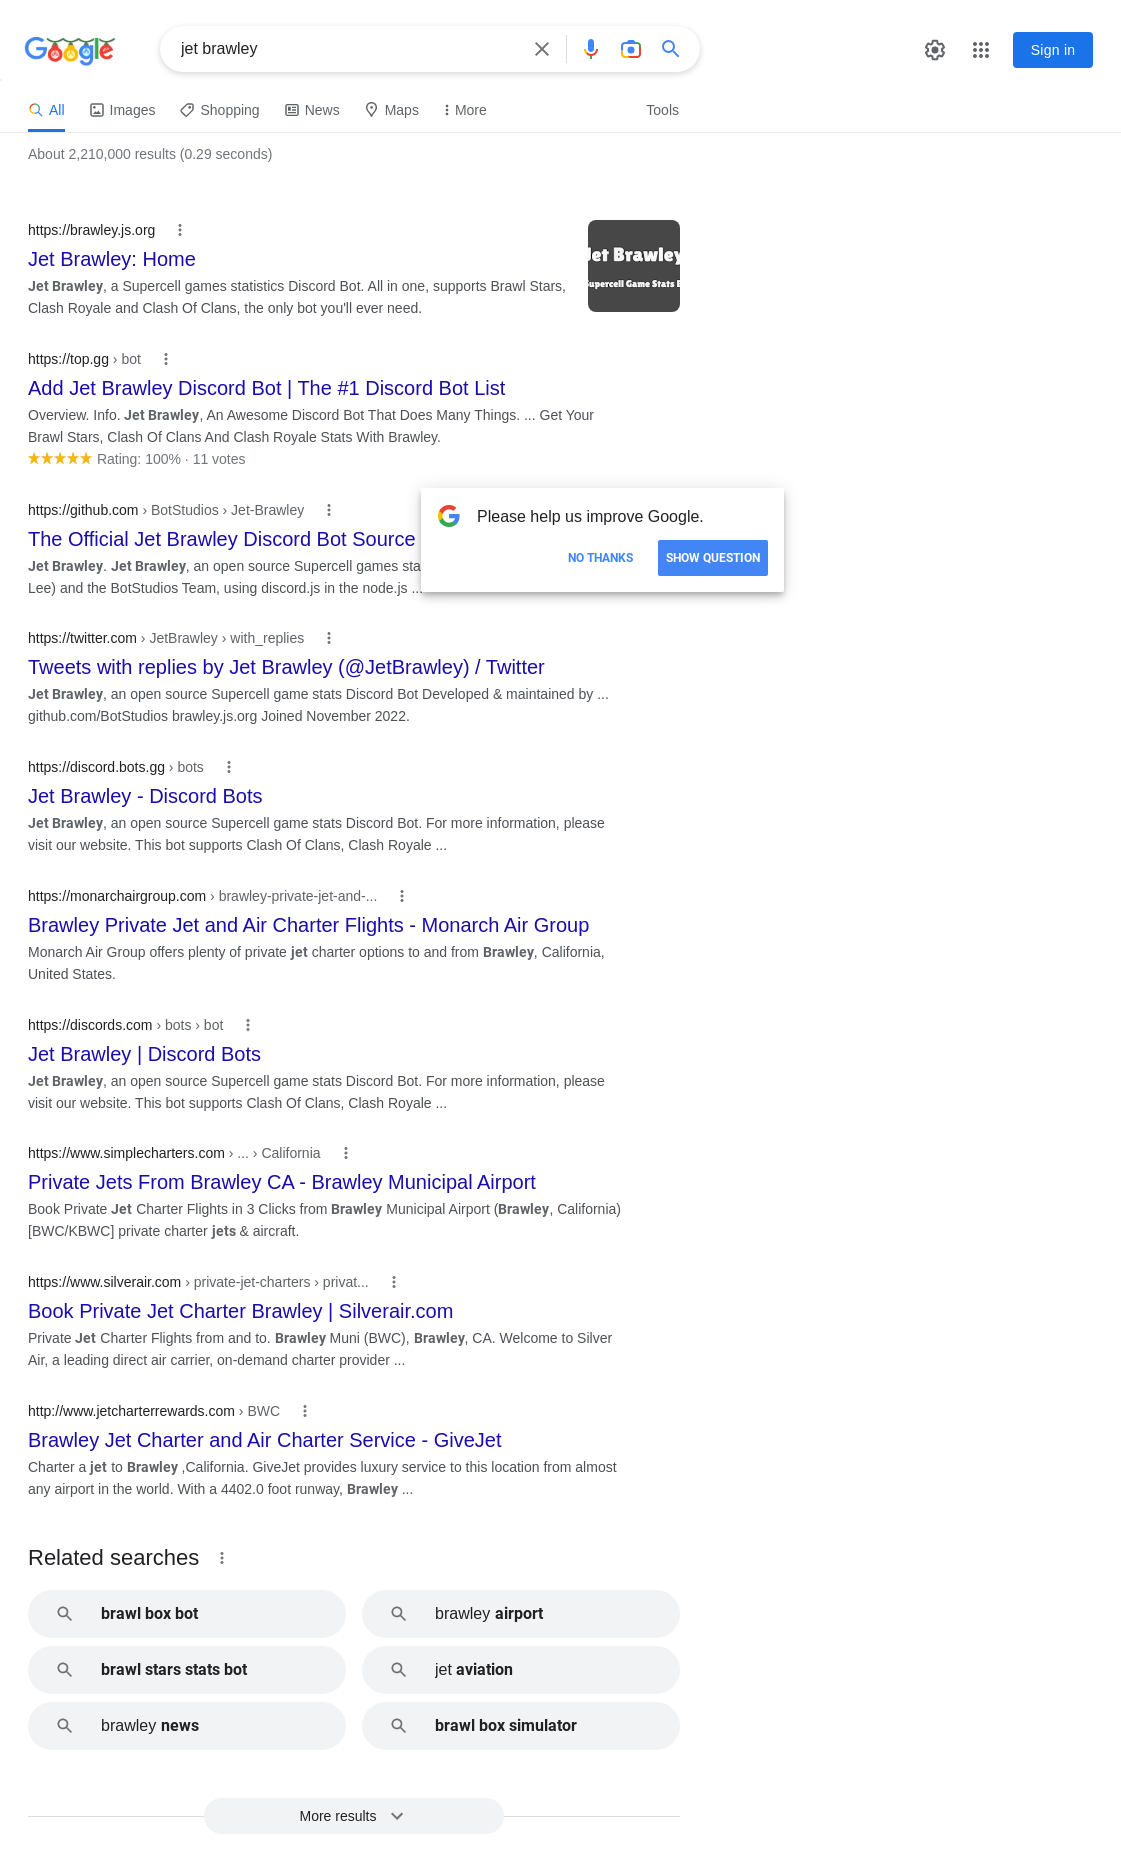 Google
jet brawley
Sign in
All
Images
Shopping
News
Maps
More
Tools
About 2,210,000 results (0.29 seconds)
https://brawley.js.org
Jet Brawley: Home
Jet Brawley, a Supercell games statistics Discord Bot. All in one, supports Brawl Stars,
Clash Royale and Clash Of Clans, the only bot you'll ever need.
Jet Brawley
Supercell Game Stats
https://top.gg › bot
Add Jet Brawley Discord Bot | The #1 Discord Bot List
Overview. Info. Jet Brawley, An Awesome Discord Bot That Does Many Things. ... Get Your
Brawl Stars, Clash Of Clans And Clash Royale Stats With Brawley.
Rating: 100% · 11 votes
https://github.com › BotStudios › Jet-Brawley
The Official Jet Brawley Discord Bot Source
Jet Brawley. Jet Brawley, an open source Supercell games sta
Lee) and the BotStudios Team, using discord.js in the node.js ...
Please help us improve Google.
NO THANKS
SHOW QUESTION
https://twitter.com › JetBrawley › with_replies
Tweets with replies by Jet Brawley (@JetBrawley) / Twitter
Jet Brawley, an open source Supercell game stats Discord Bot Developed & maintained by ...
github.com/BotStudios brawley.js.org Joined November 2022.
https://discord.bots.gg › bots
Jet Brawley - Discord Bots
Jet Brawley, an open source Supercell game stats Discord Bot. For more information, please
visit our website. This bot supports Clash Of Clans, Clash Royale ...
https://monarchairgroup.com › brawley-private-jet-and-...
Brawley Private Jet and Air Charter Flights - Monarch Air Group
Monarch Air Group offers plenty of private jet charter options to and from Brawley, California,
United States.
https://discords.com › bots › bot
Jet Brawley | Discord Bots
Jet Brawley, an open source Supercell game stats Discord Bot. For more information, please
visit our website. This bot supports Clash Of Clans, Clash Royale ...
https://www.simplecharters.com › ... › California
Private Jets From Brawley CA - Brawley Municipal Airport
Book Private Jet Charter Flights in 3 Clicks from Brawley Municipal Airport (Brawley, California)
[BWC/KBWC] private charter jets & aircraft.
https://www.silverair.com › private-jet-charters › privat...
Book Private Jet Charter Brawley | Silverair.com
Private Jet Charter Flights from and to. Brawley Muni (BWC), Brawley, CA. Welcome to Silver
Air, a leading direct air carrier, on-demand charter provider ...
http://www.jetcharterrewards.com › BWC
Brawley Jet Charter and Air Charter Service - GiveJet
Charter a jet to Brawley ,California. GiveJet provides luxury service to this location from almost
any airport in the world. With a 4402.0 foot runway, Brawley ...
Related searches
brawl box bot
brawley airport
brawl stars stats bot
jet aviation
brawley news
brawl box simulator
More results